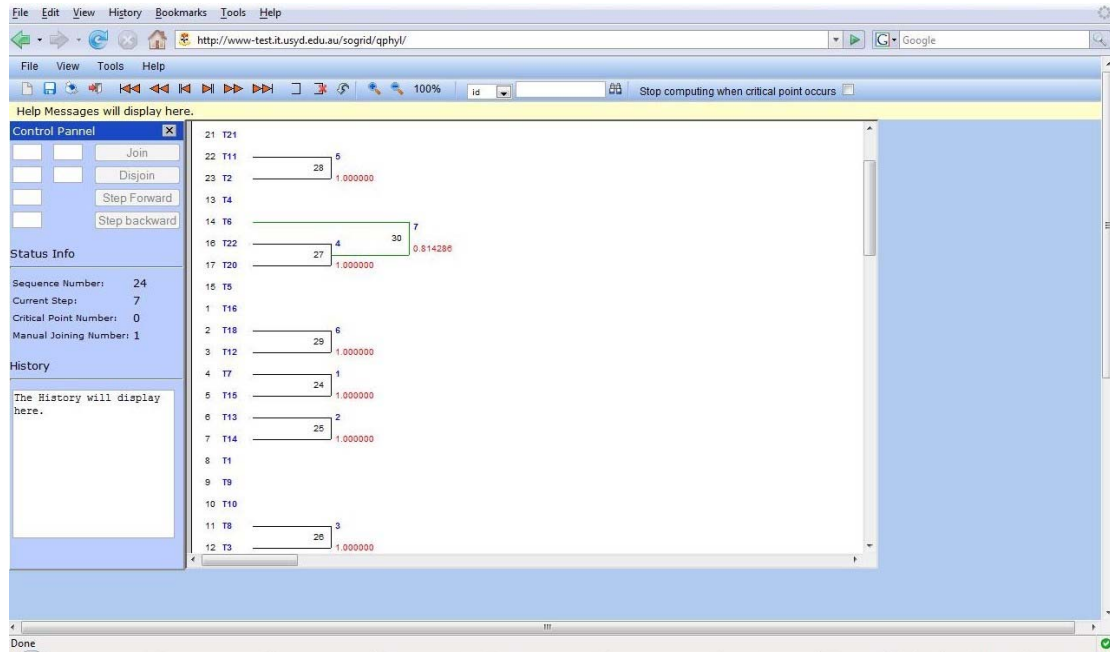 File Edit View History Bookmarks Tools Help
http://www-test.it.usyd.edu.au/sogrid/qphyl/
G Google
File View Tools Help
100% id Stop computing when critical point occurs
Help Messages will display here.
Control Pannel
Join
Disjoin
Step Forward
Step backward
Status Info
Sequence Number: 24
Current Step: 7
Critical Point Number: 0
Manual Joining Number: 1
History
The History will display
here.
21 T21
22 T11 5
28
23 T2 1.000000
13 T4
14 T6 7
30
0.814286
16 T22 4
27
17 T20 1.000000
15 T5
1 T16
2 T18 6
29
3 T12 1.000000
4 T7 1
24
5 T15 1.000000
6 T13 2
25
7 T14 1.000000
8 T1
9 T9
10 T10
11 T8 3
26
12 T3 1.000000
Done